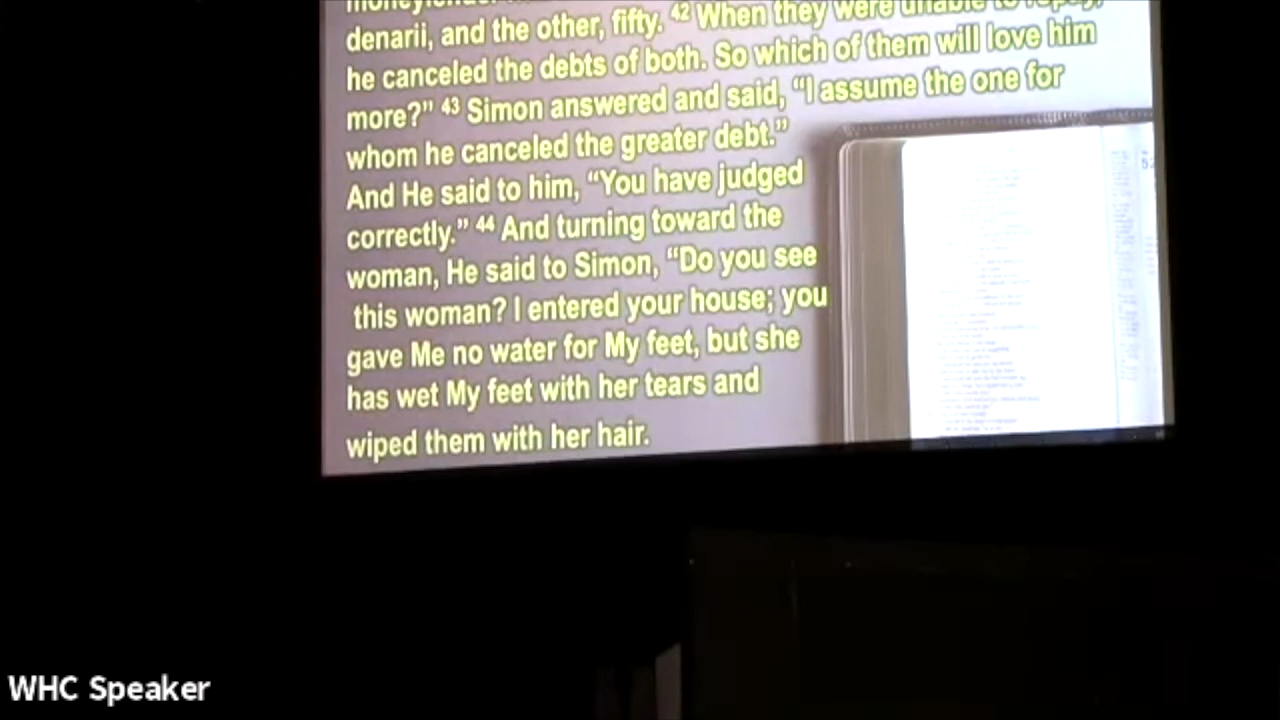 denarii, and the other, fifty. 42 When they were unable to repay,
he canceled the debts of both. So which of them will love him
more?” 43 Simon answered and said, “I assume the one for
whom he canceled the greater debt.”
And He said to him, “You have judged
correctly.” 44 And turning toward the
woman, He said to Simon, “Do you see
this woman? I entered your house; you
gave Me no water for My feet, but she
has wet My feet with her tears and
wiped them with her hair.
WHC Speaker